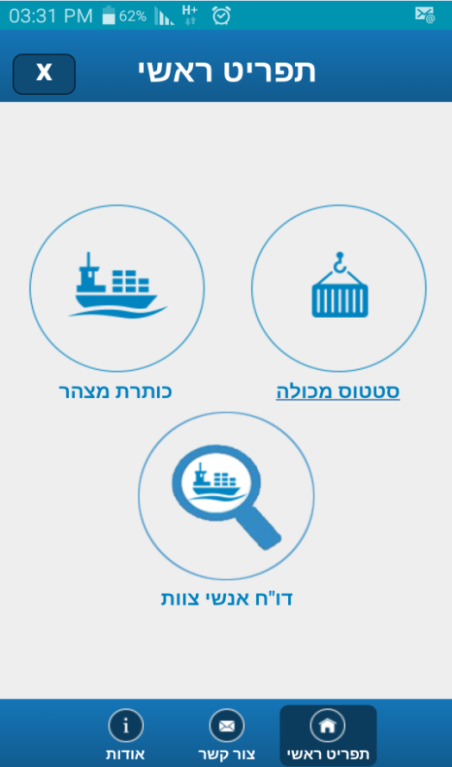 03:31 PM 62% H+
תפריט ראשי
X
סטטוס מכולה
כותרת מצהר
דו"ח אנשי צוות
תפריט ראשי
צור קשר
אודות